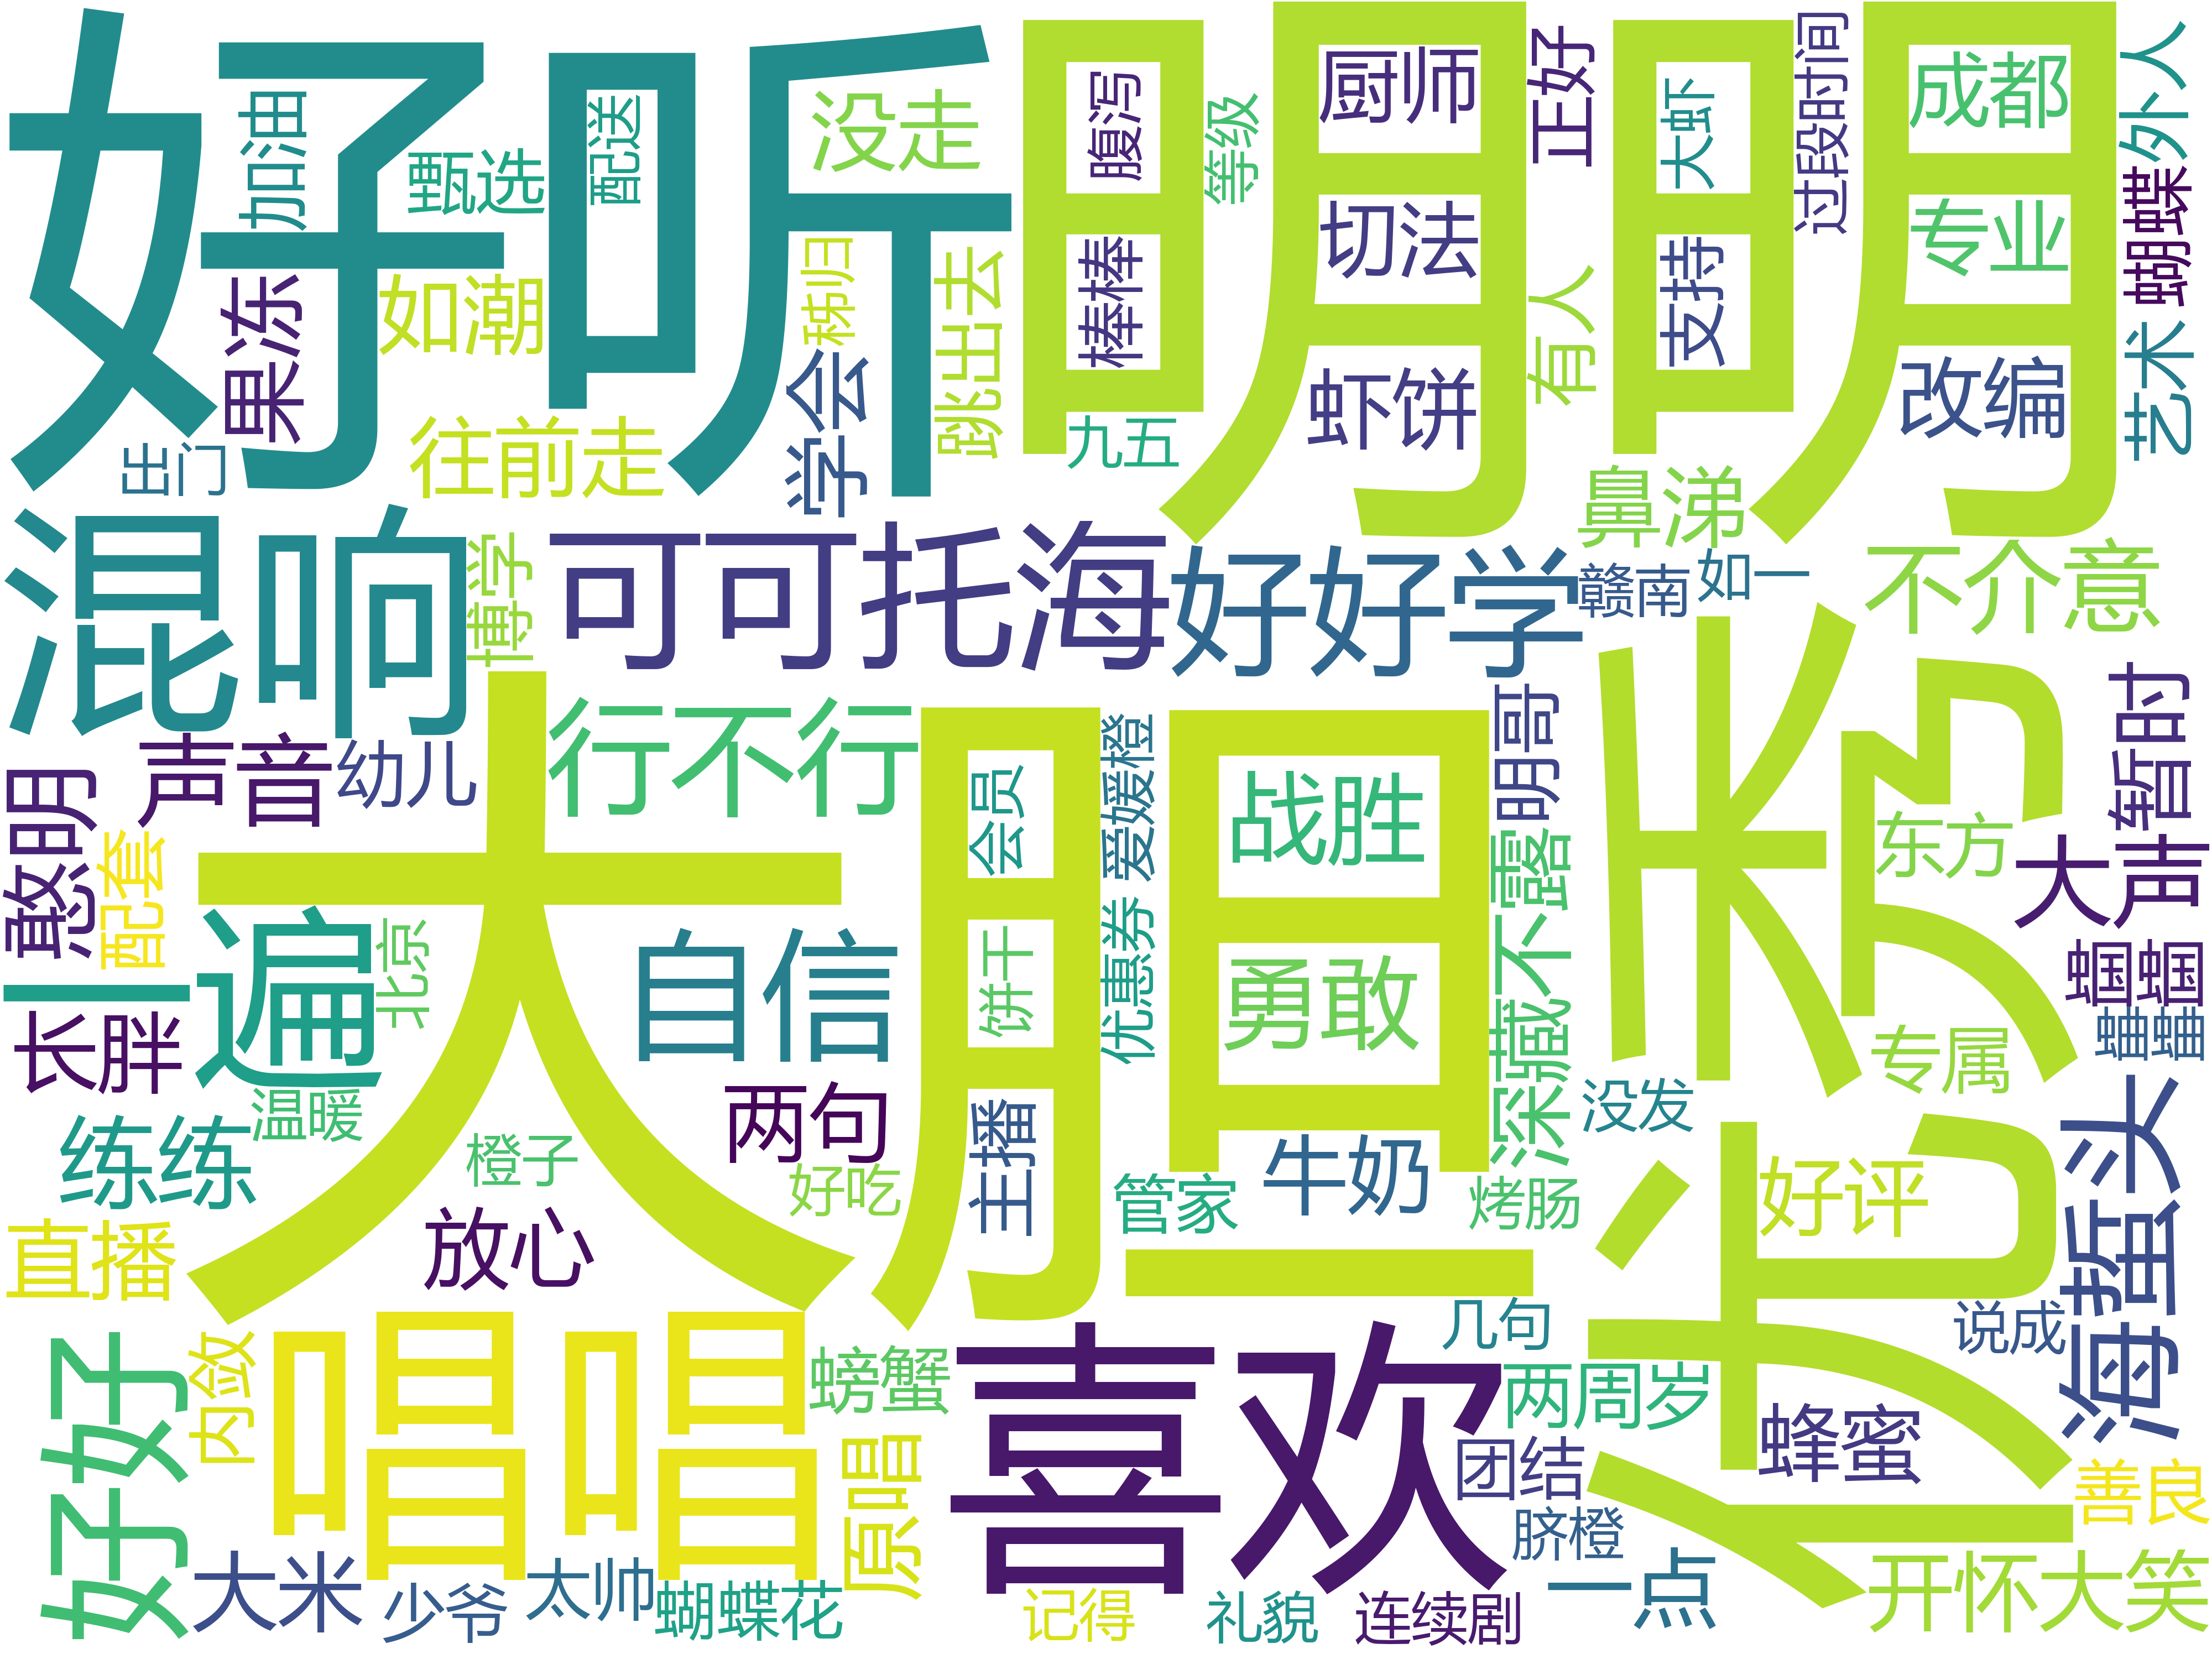 好听
明明
大胆
秋衣
喜欢
唱唱
混响
可可托海
好好学
遍
一遍
自信
行不行
战胜
勇敢
海蜇头
好好
深藏不露
不介意
开怀大笑
大声
暂时
声音
憨明
长胖
练练
直播
放心
两句
主播
牛奶
原唱
加油
甄选
配送
没走
腹泻
等级
厨师
正好
大虾
过段时间
成都
外人
果冻
如潮
秭归
跳出去
棒棒
切法
有人
支持
专业
蝴蝶
出门
往前走
学会
九五
虾饼
改编
艺术
鼻涕
博学
赣南
如一
幼儿
配套
北京
会员
爱媛橙
明哥
东方
饼干
优惠券
蝈蝈
蛐蛐
专属
温暖
橙子
好吃
管家
烤肠
没发
好评
内敛
螃蟹
几句
说成
两周岁
团结
蜂蜜
善良
脐橙
一点
大米
少爷
太帅
蝴蝶花
记得
礼貌
连续剧